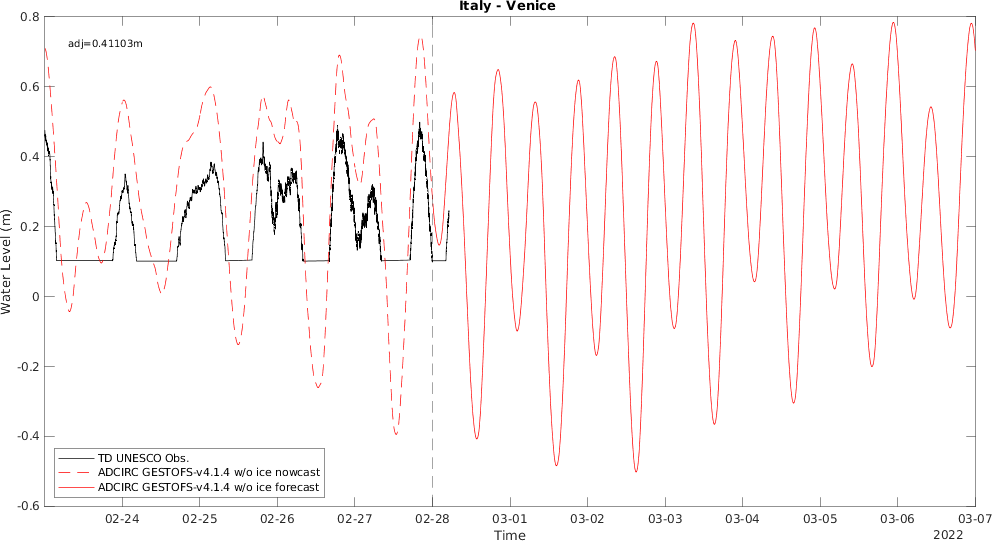 Italy - Venice
adj=0.41103m
0.8
0.6
0.4
0.2
0
-0.2
-0.4
-0.6
Water Level (m)
TD UNESCO Obs.
ADCIRC GESTOFS-v4.1.4 w/o ice nowcast
ADCIRC GESTOFS-v4.1.4 w/o ice forecast
02-24 02-25 02-26 02-27 02-28 03-01 03-02 03-03 03-04 03-05 03-06 03-07
Time
2022